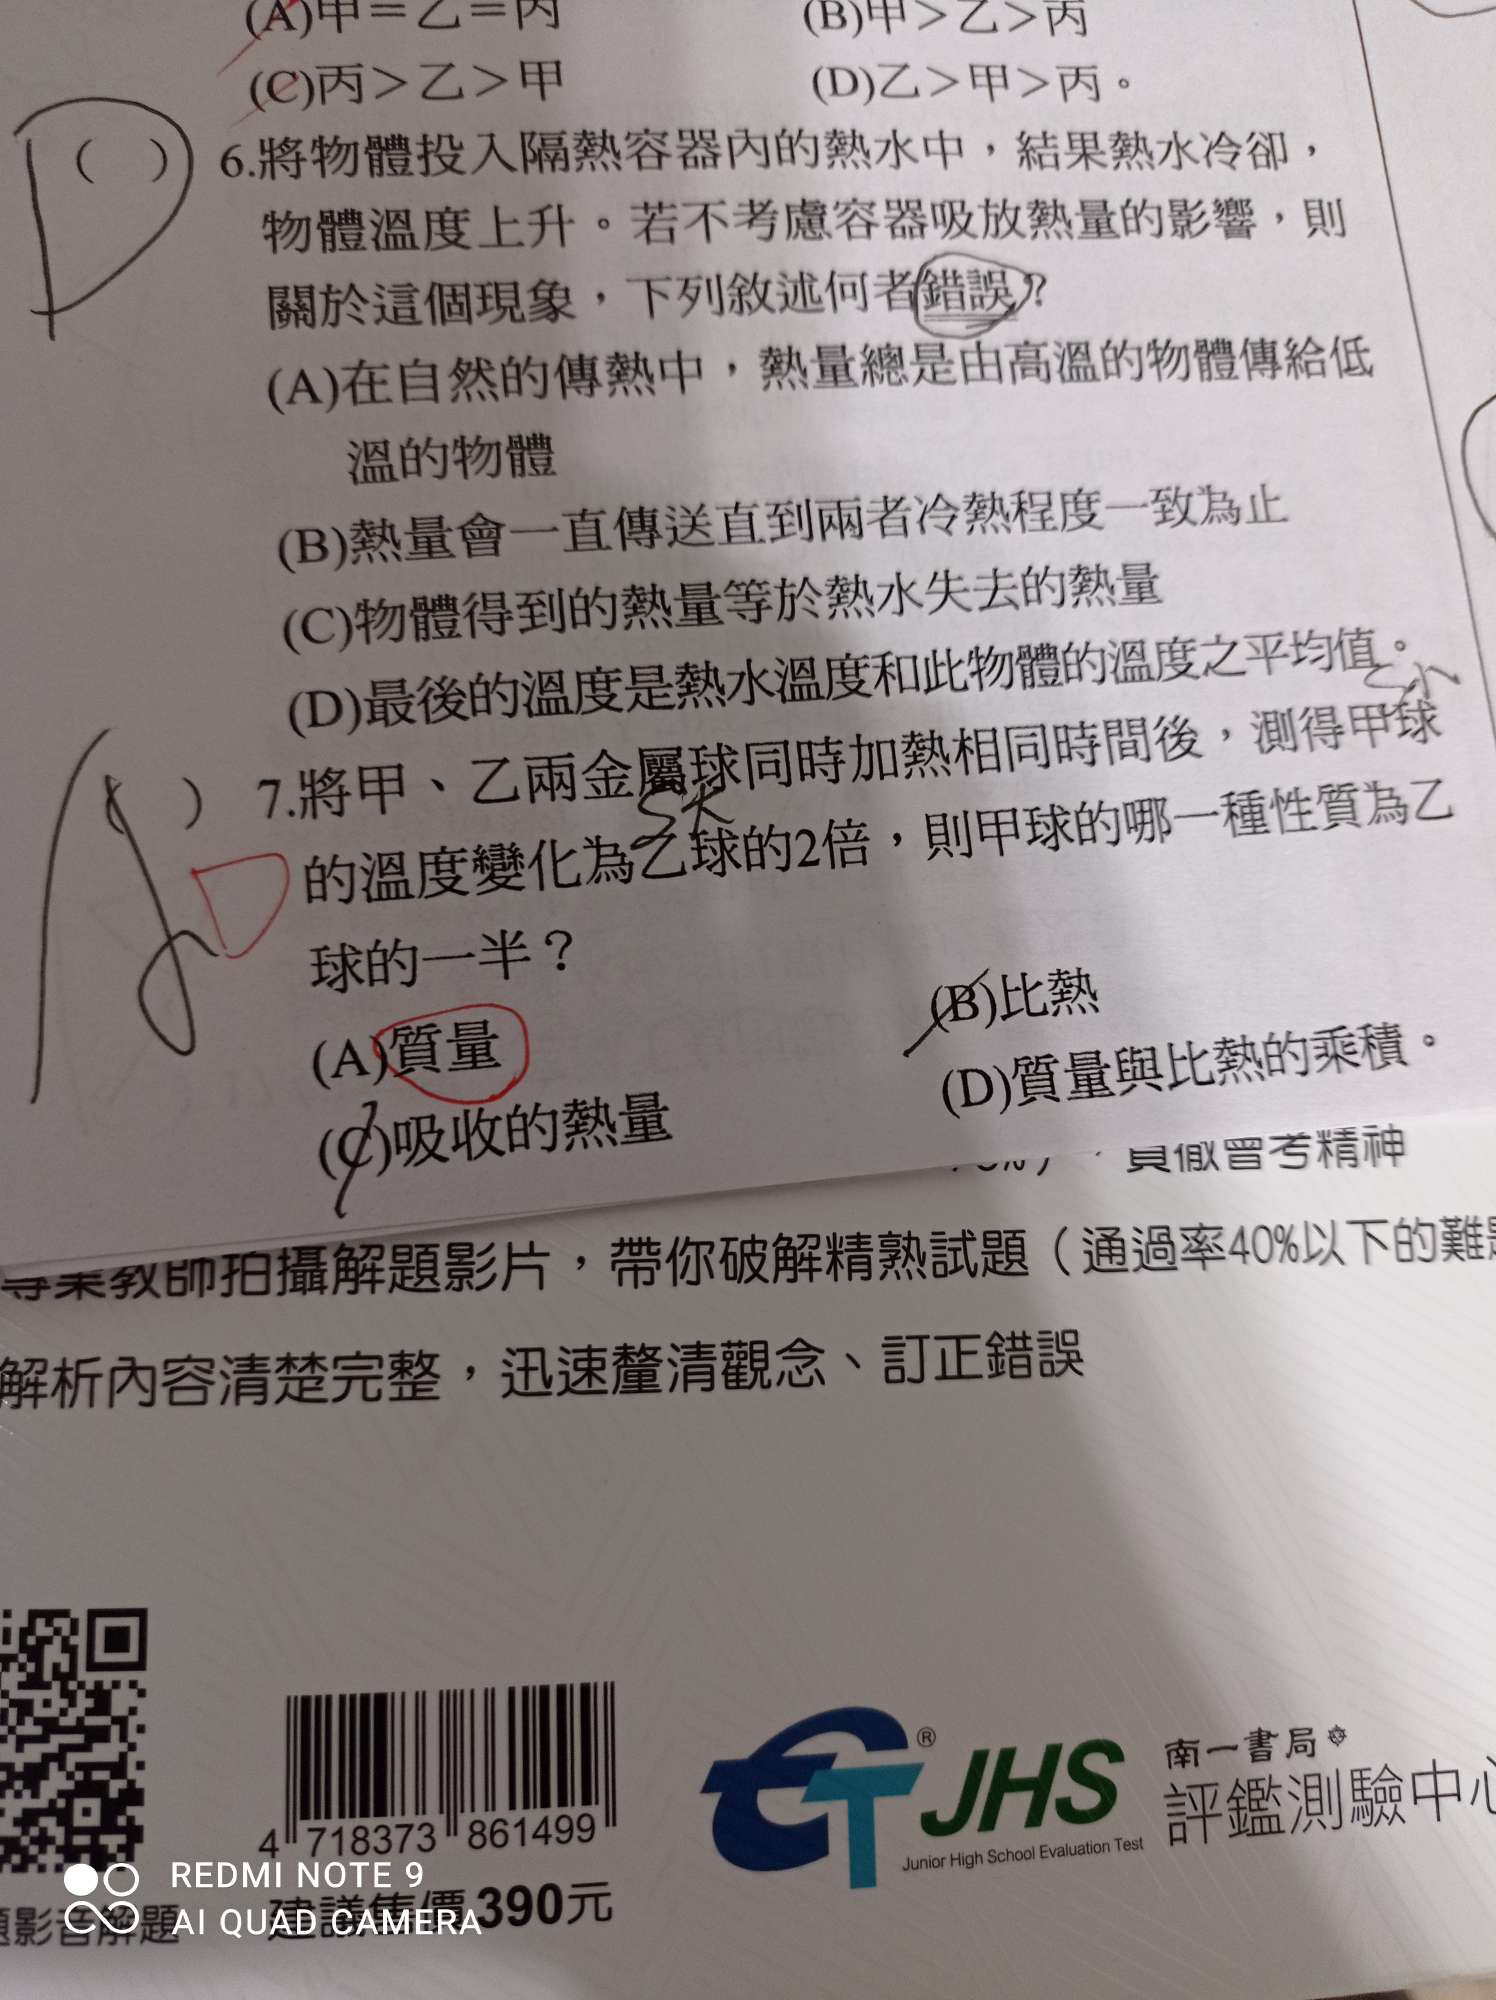 (A)甲＝乙＝丙 (B)甲＞乙＞丙
(C)丙＞乙＞甲 (D)乙＞甲＞丙。
D
( ) 6.將物體投入隔熱容器內的熱水中，結果熱水冷卻，
物體溫度上升。若不考慮容器吸放熱量的影響，則
關於這個現象，下列敘述何者錯誤？
(A)在自然的傳熱中，熱量總是由高溫的物體傳給低
溫的物體
(B)熱量會一直傳送直到兩者冷熱程度一致為止
(C)物體得到的熱量等於熱水失去的熱量
(D)最後的溫度是熱水溫度和此物體的溫度之平均值。
( ) 7.將甲、乙兩金屬球同時加熱相同時間後，測得甲球
D
的溫度變化為乙球的2倍，則甲球的哪一種性質為乙
球的一半？
(A)質量 (B)比熱
(C)吸收的熱量 (D)質量與比熱的乘積。
貫徹會考精神
專業教師拍攝解題影片，帶你破解精熟試題（通過率40%以下的難
解析內容清楚完整，迅速釐清觀念、訂正錯誤
4 718373 861499
建議售價390元
影音解題
CT® JHS
Junior High School Evaluation Test
南一書局
評鑑測驗中心
REDMI NOTE 9
AI QUAD CAMERA